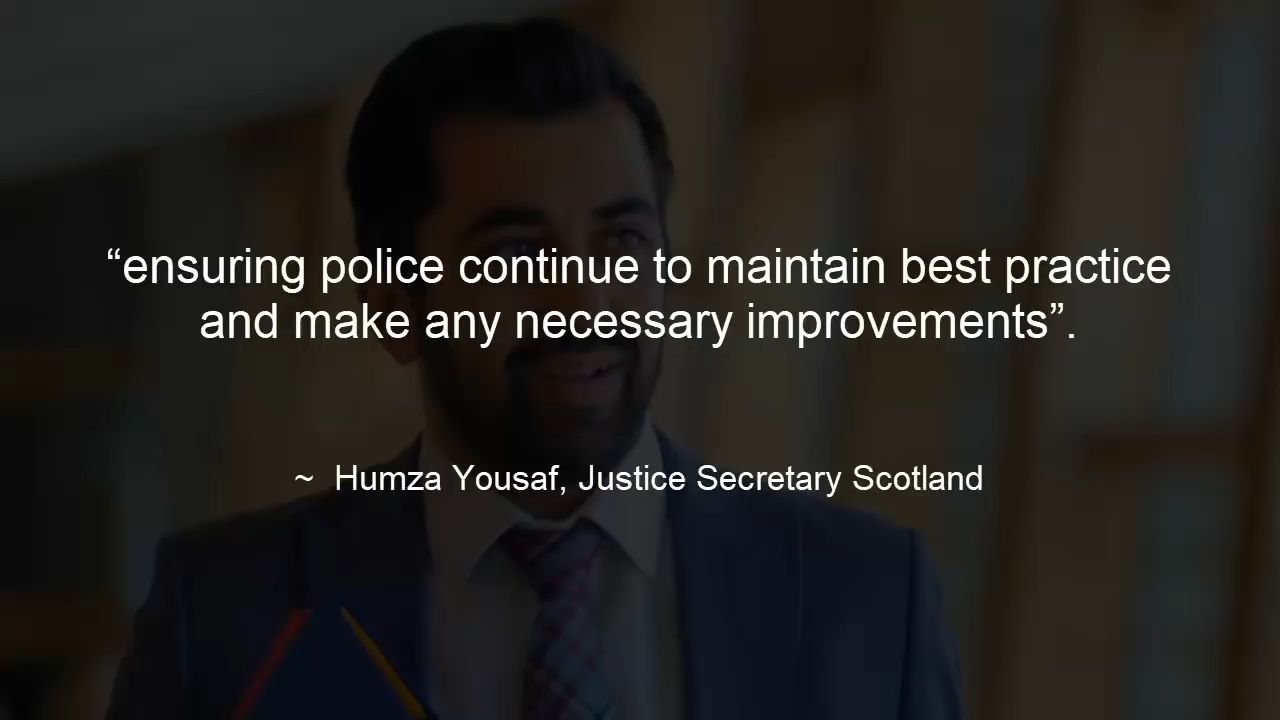 “ensuring police continue to maintain best practice
and make any necessary improvements”.
~ Humza Yousaf, Justice Secretary Scotland